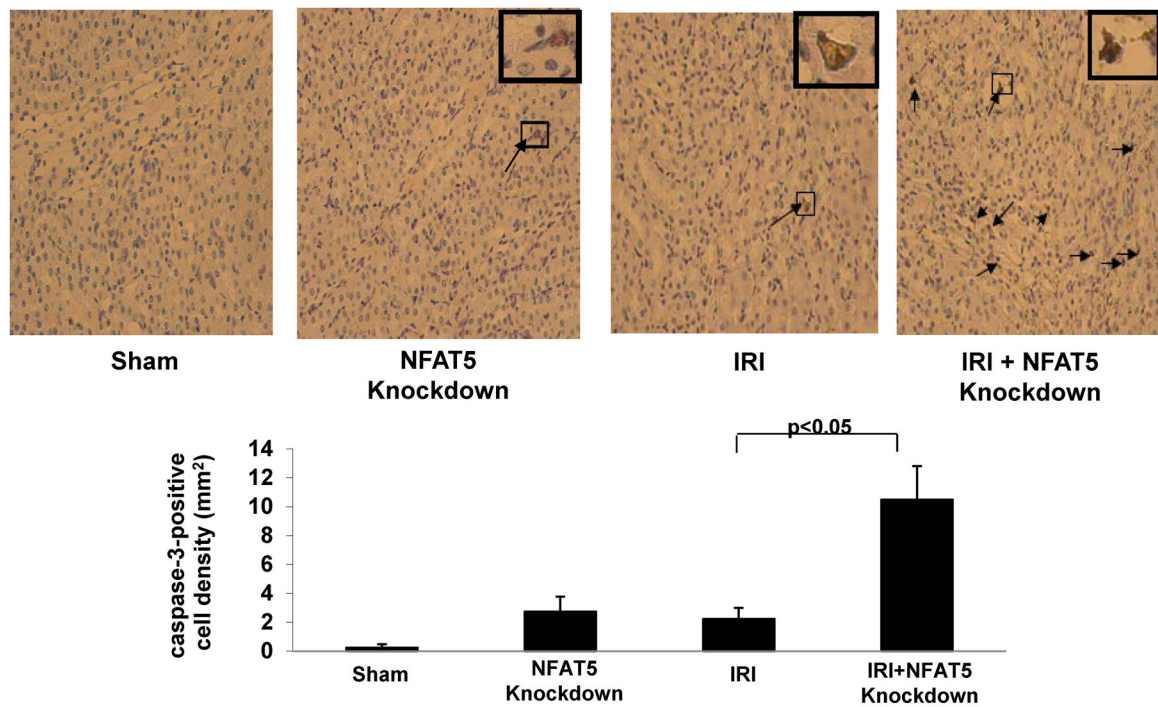 Sham
NFAT5
Knockdown
IRI
IRI + NFAT5
Knockdown
p<0.05
caspase-3-positive
cell density (mm²)
14
12
10
8
6
4
2
0
Sham
NFAT5
Knockdown
IRI
IRI+NFAT5
Knockdown